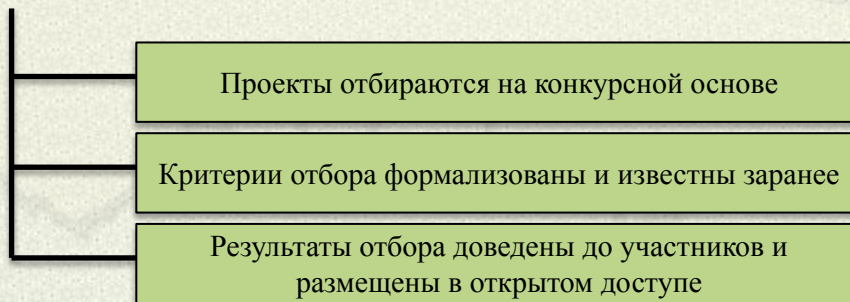 Проекты отбираются на конкурсной основе
Критерии отбора формализованы и известны заранее
Результаты отбора доведены до участников и
размещены в открытом доступе